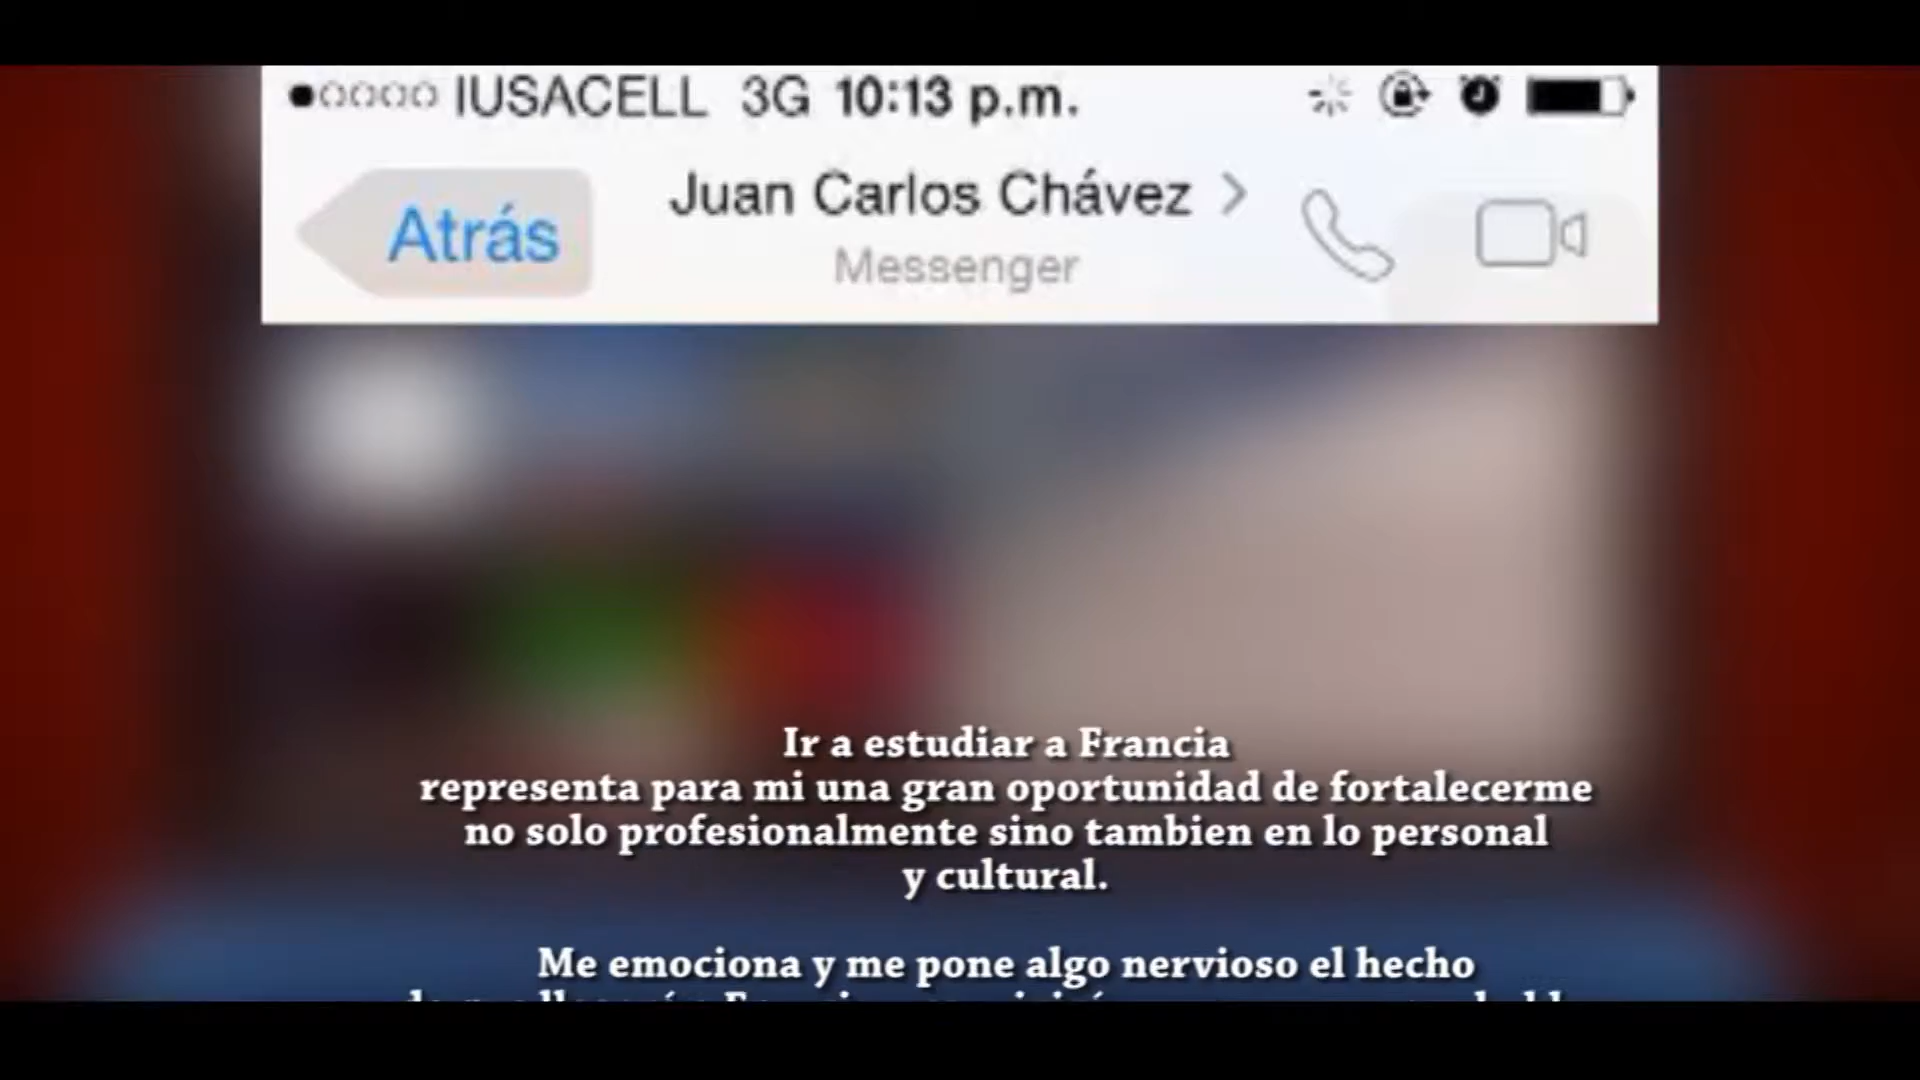 IUSACELL 3G 10:13 p.m.
Atrás
Juan Carlos Chávez
Messenger
Ir a estudiar a Francia
representa para mi una gran oportunidad de fortalecerme
no solo profesionalmente sino tambien en lo personal
y cultural.
Me emociona y me pone algo nervioso el hecho